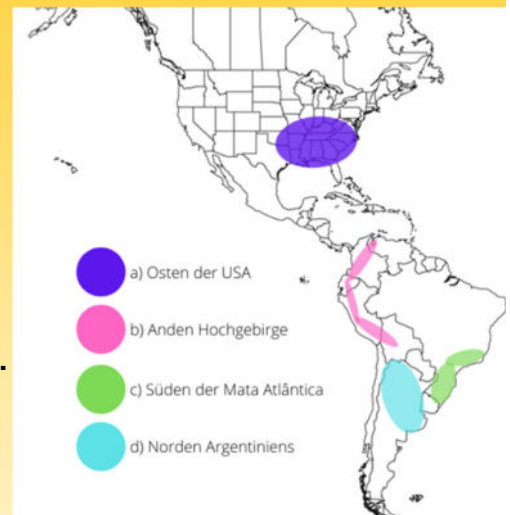 a) Osten der USA
b) Anden Hochgebirge
c) Süden der Mata Atlântica
d) Norden Argentiniens
.